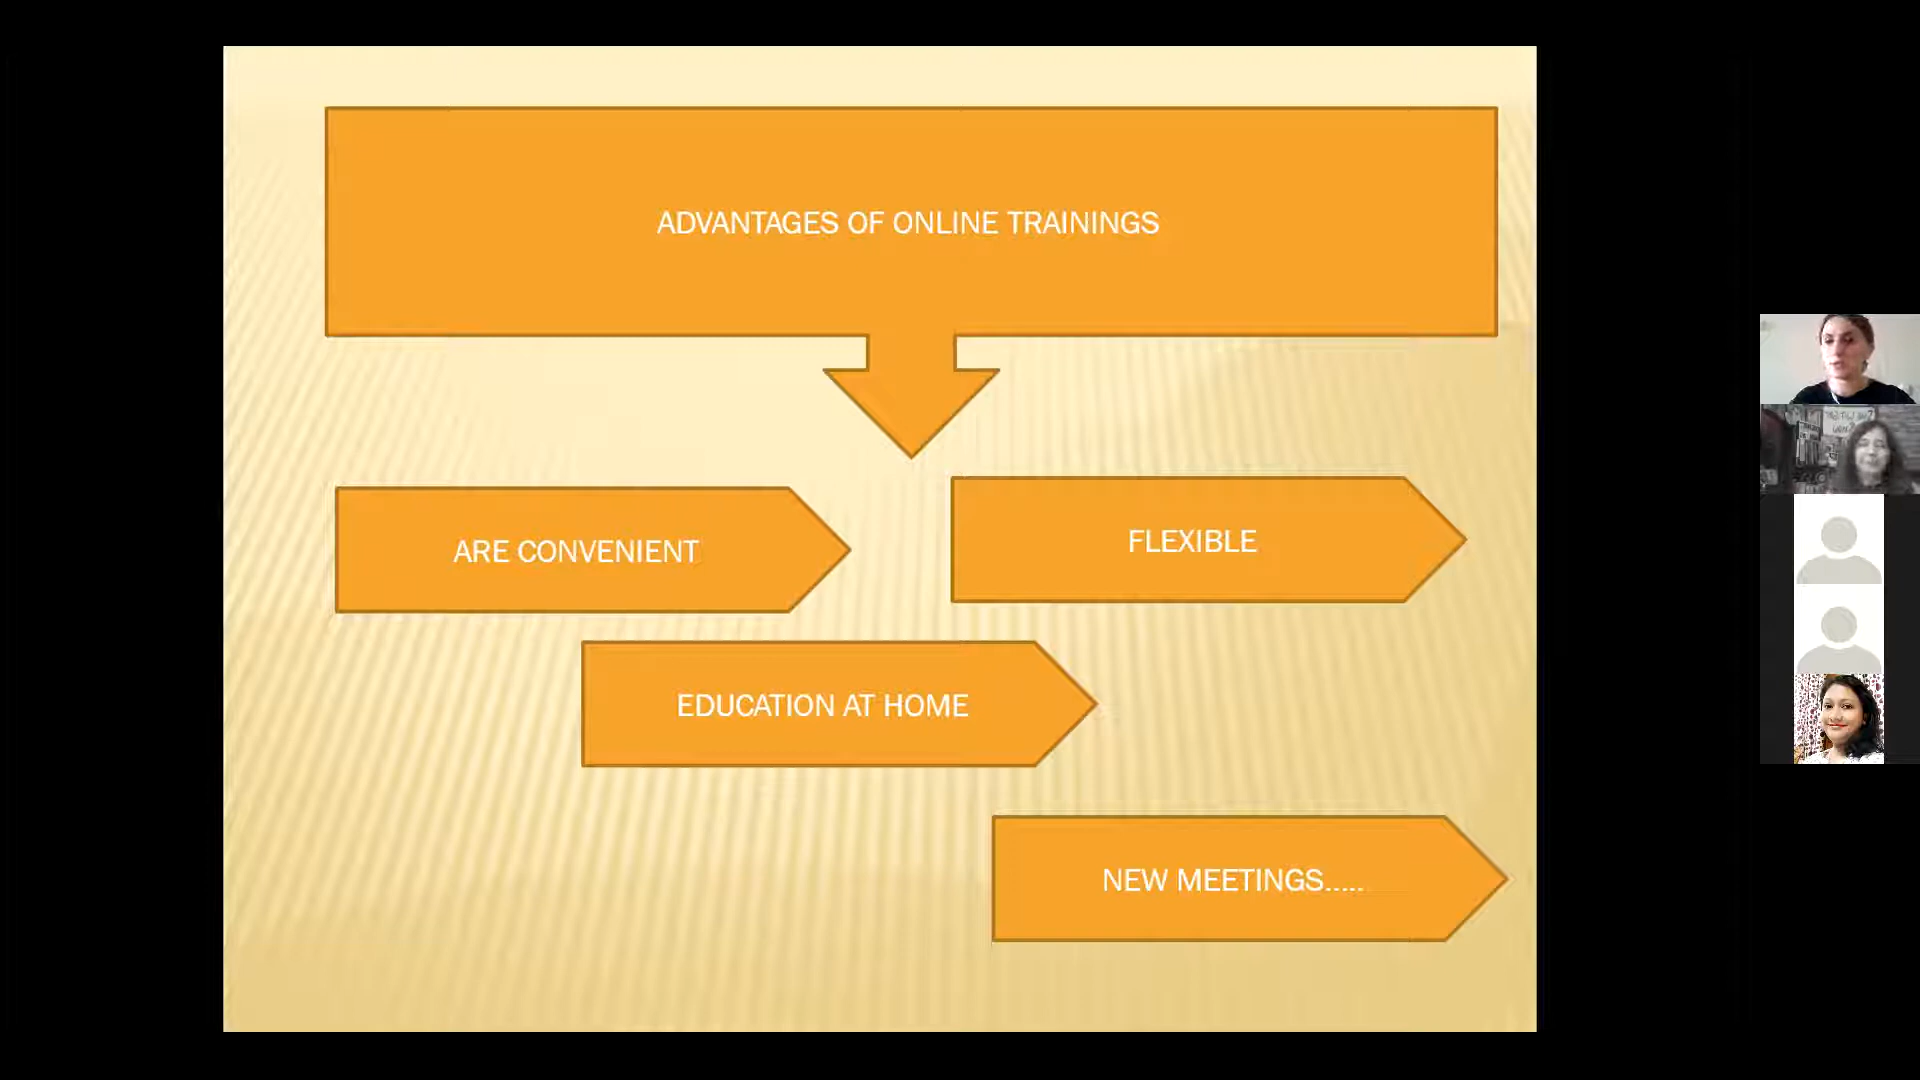 ADVANTAGES OF ONLINE TRAININGS
ARE CONVENIENT
FLEXIBLE
EDUCATION AT HOME
NEW MEETINGS.....